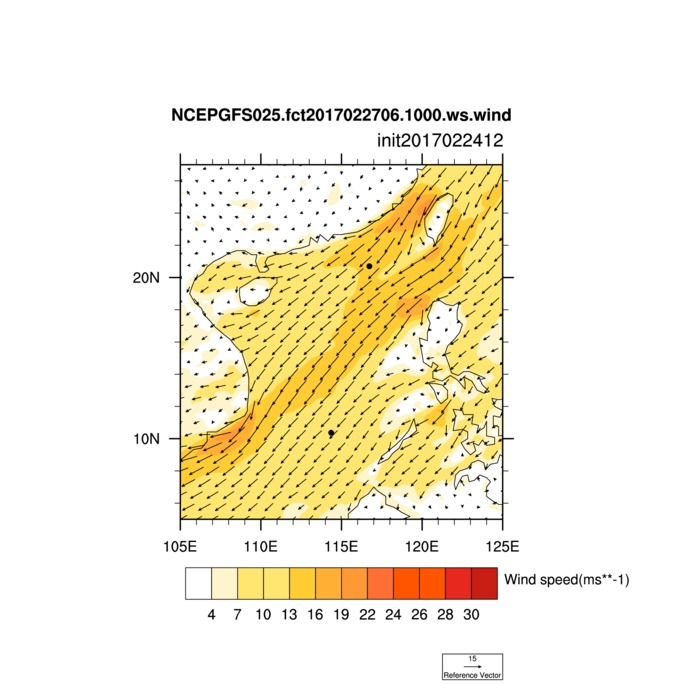 NCEPGFS025.fct2017022706.1000.ws.wind
init2017022412
20N
10N
105E 110E 115E 120E 125E
Wind speed(ms**-1)
4 7 10 13 16 19 22 24 26 28 30
15
Reference Vector